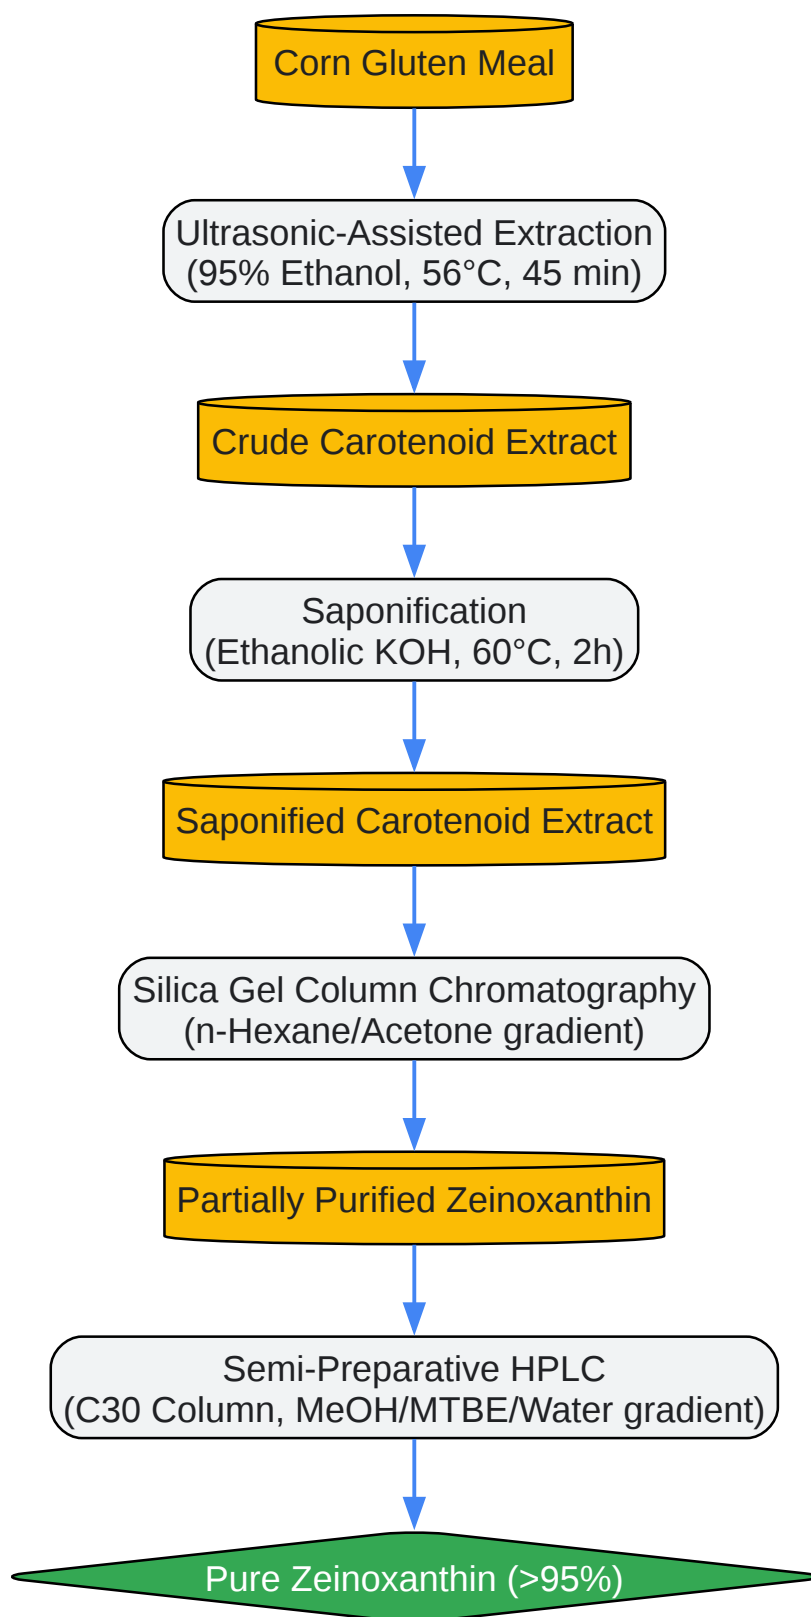 Corn Gluten Meal
Ultrasonic-Assisted Extraction
(95% Ethanol, 56°C, 45 min)
Crude Carotenoid Extract
Saponification
(Ethanolic KOH, 60°C, 2h)
Saponified Carotenoid Extract
Silica Gel Column Chromatography
(n-Hexane/Acetone gradient)
Partially Purified Zeinoxanthin
Semi-Preparative HPLC
(C30 Column, MeOH/MTBE/Water gradient)
Pure Zeinoxanthin (>95%)